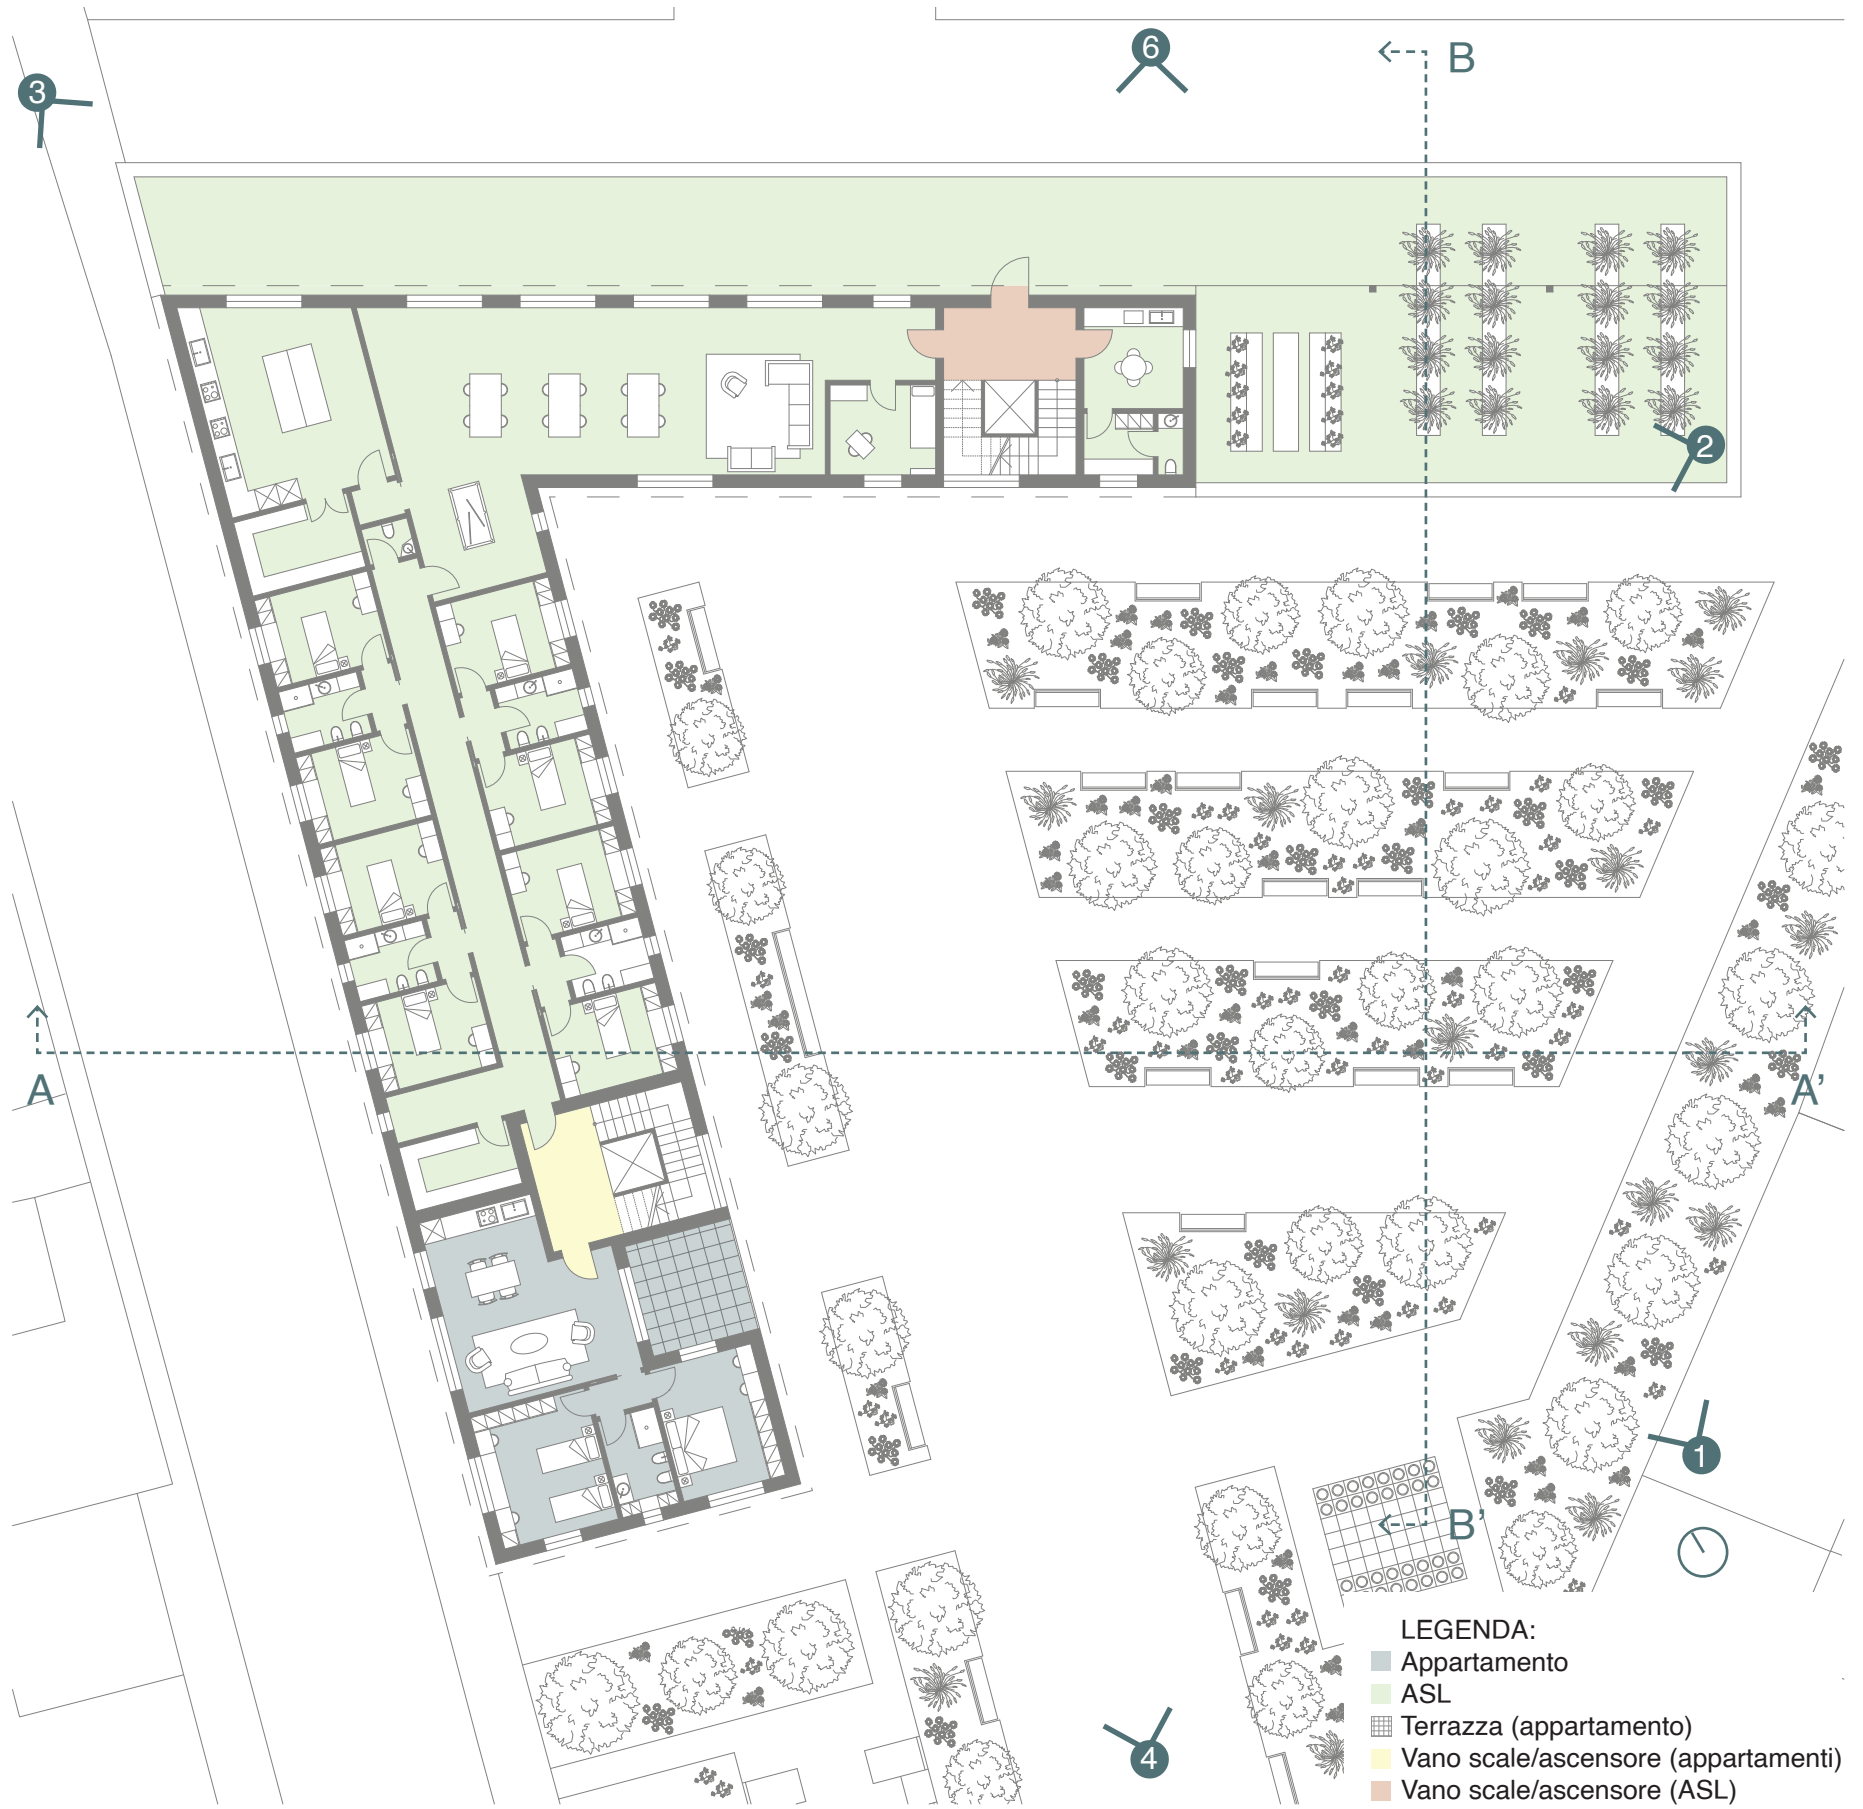 6
B
3
2
A
A’
1
B’
LEGENDA:
Appartamento
ASL
Terrazza (appartamento)
Vano scale/ascensore (appartamenti)
4
Vano scale/ascensore (ASL)